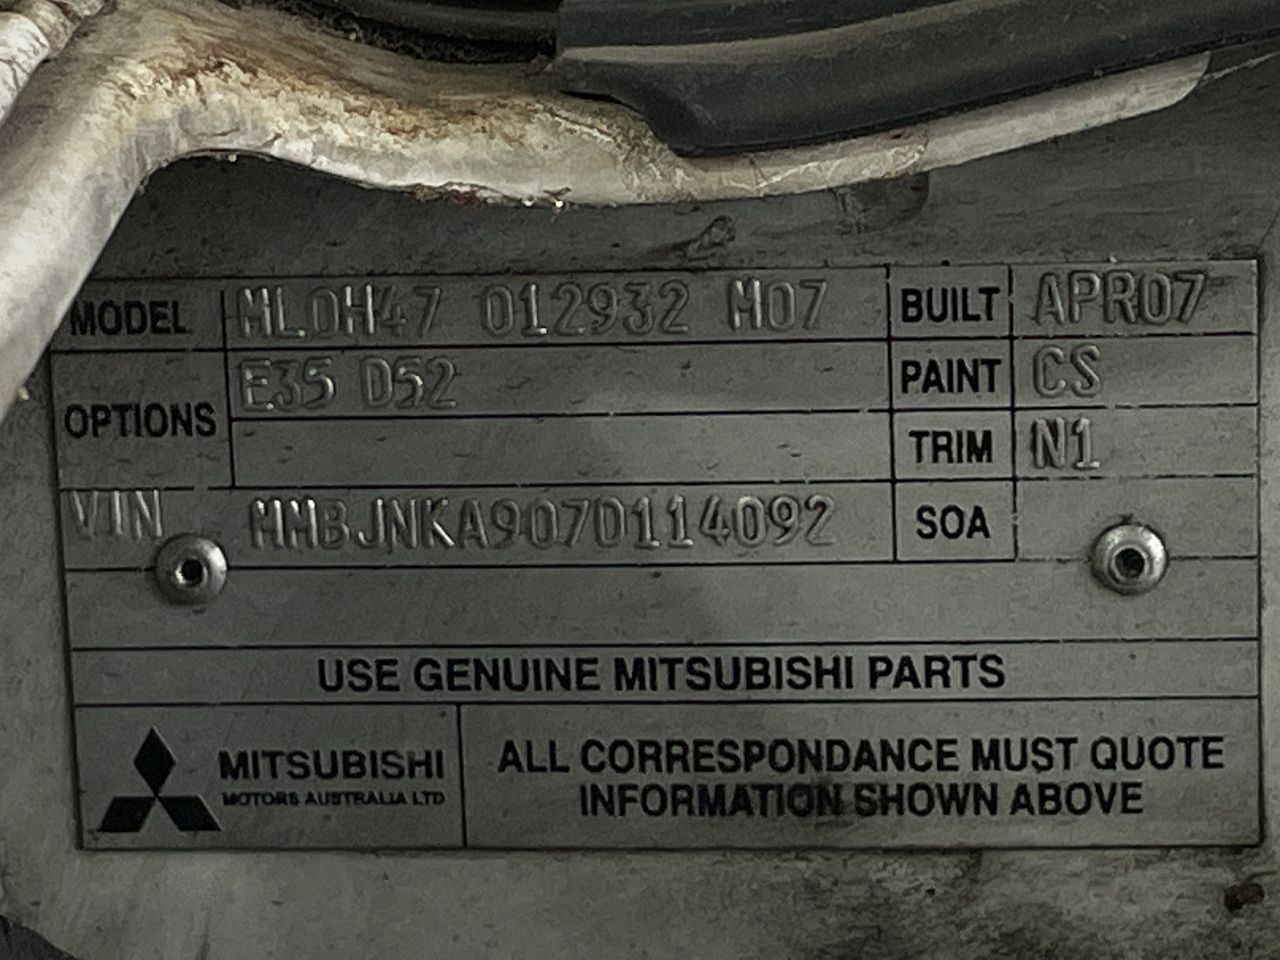 MODEL ML0H47 012932 M07 BUILT APR07
OPTIONS E35 D52 PAINT CS
TRIM N1
VIN MMBJNKA907D114092 SOA
USE GENUINE MITSUBISHI PARTS
MITSUBISHI
MOTORS AUSTRALIA LTD
ALL CORRESPONDANCE MUST QUOTE
INFORMATION SHOWN ABOVE